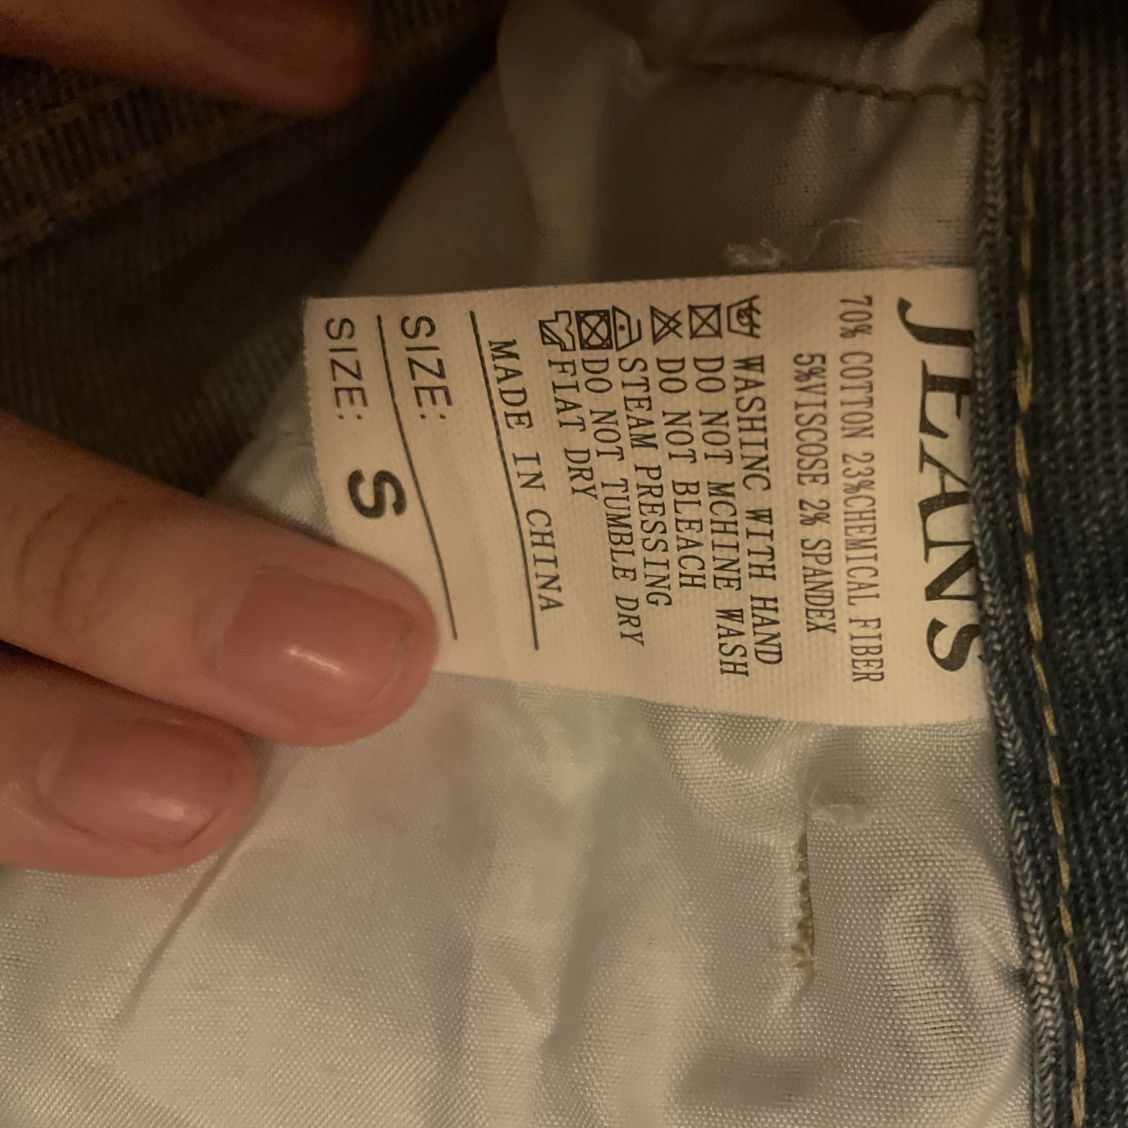 JEANS
70% COTTON 23%CHEMICAL FIBER
5%VISCOSE 2% SPANDEX
WASHINC WITH HAND
DO NOT MCHINE WASH
DO NOT BLEACH
STEAM PRESSING
DO NOT TUMBLE DRY
FIAT DRY
MADE IN CHINA
SIZE:
SIZE: S